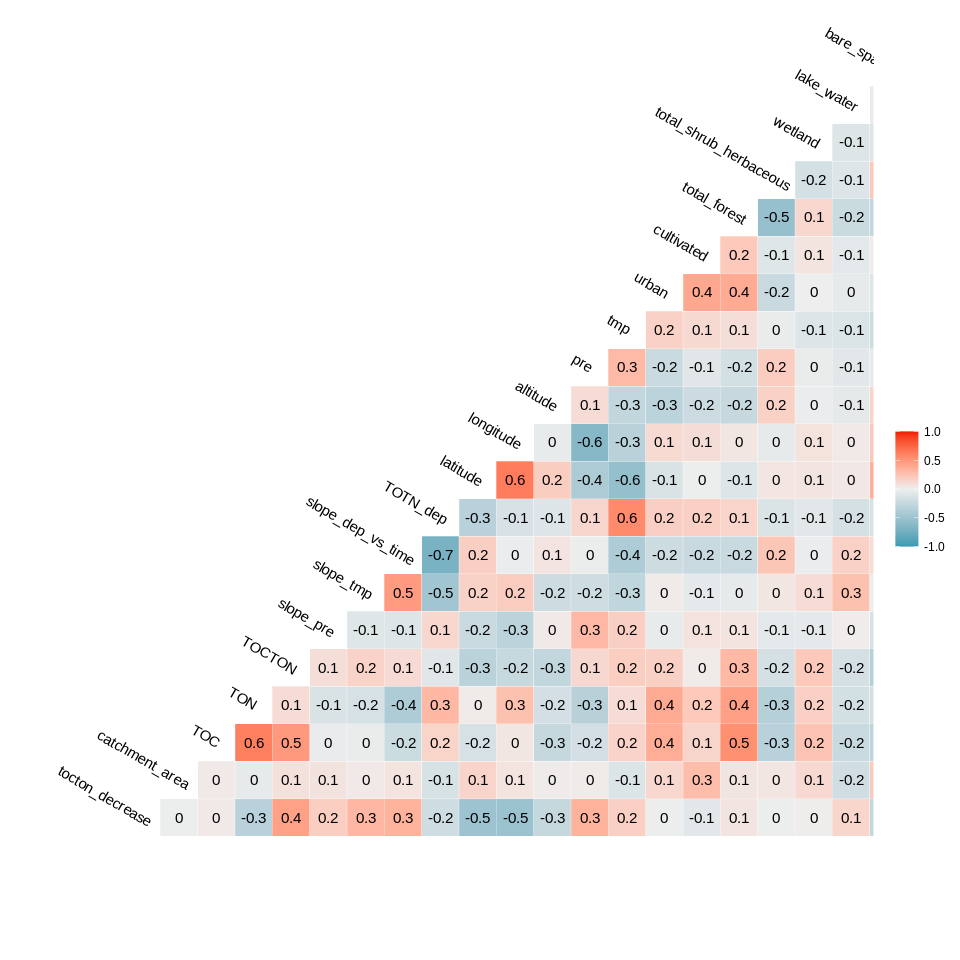 bare_spa
lake_water
wetland -0.1
total_shrub_herbaceous -0.2 -0.1
total_forest -0.5 0.1 -0.2
cultivated 0.2 -0.1 0.1 -0.1
urban 0.4 0.4 -0.2 0 0
tmp 0.2 0.1 0.1 0 -0.1 -0.1
pre 0.3 -0.2 -0.1 -0.2 0.2 0 -0.1
altitude 0.1 -0.3 -0.3 -0.2 -0.2 0.2 0 -0.1
longitude 0 -0.6 -0.3 0.1 0.1 0 0 0.1 0
latitude 0.6 0.2 -0.4 -0.6 -0.1 0 -0.1 0 0.1 0
TOTN_dep -0.3 -0.1 -0.1 0.1 0.6 0.2 0.2 0.1 -0.1 -0.1 -0.2
slope_dep_vs_time -0.7 0.2 0 0.1 0 -0.4 -0.2 -0.2 -0.2 0.2 0 0.2
slope_tmp 0.5 -0.5 0.2 0.2 -0.2 -0.2 -0.3 0 -0.1 0 0 0.1 0.3
slope_pre -0.1 -0.1 0.1 -0.2 -0.3 0 0.3 0.2 0 0.1 0.1 -0.1 -0.1 0
TOCTON 0.1 0.2 0.1 -0.1 -0.3 -0.2 -0.3 0.1 0.2 0.2 0 0.3 -0.2 0.2 -0.2
TON 0.1 -0.1 -0.2 -0.4 0.3 0 0.3 -0.2 -0.3 0.1 0.4 0.2 0.4 -0.3 0.2 -0.2
TOC 0.6 0.5 0 0 -0.2 0.2 -0.2 0 -0.3 -0.2 0.2 0.4 0.1 0.5 -0.3 0.2 -0.2
catchment_area 0 0 0.1 0.1 0 0.1 -0.1 0.1 0.1 0 0 -0.1 0.1 0.3 0.1 0 0.1 -0.2
tocton_decrease 0 0 -0.3 0.4 0.2 0.3 0.3 -0.2 -0.5 -0.5 -0.3 0.3 0.2 0 -0.1 0.1 0 0 0.1
1.0
0.5
0.0
-0.5
-1.0